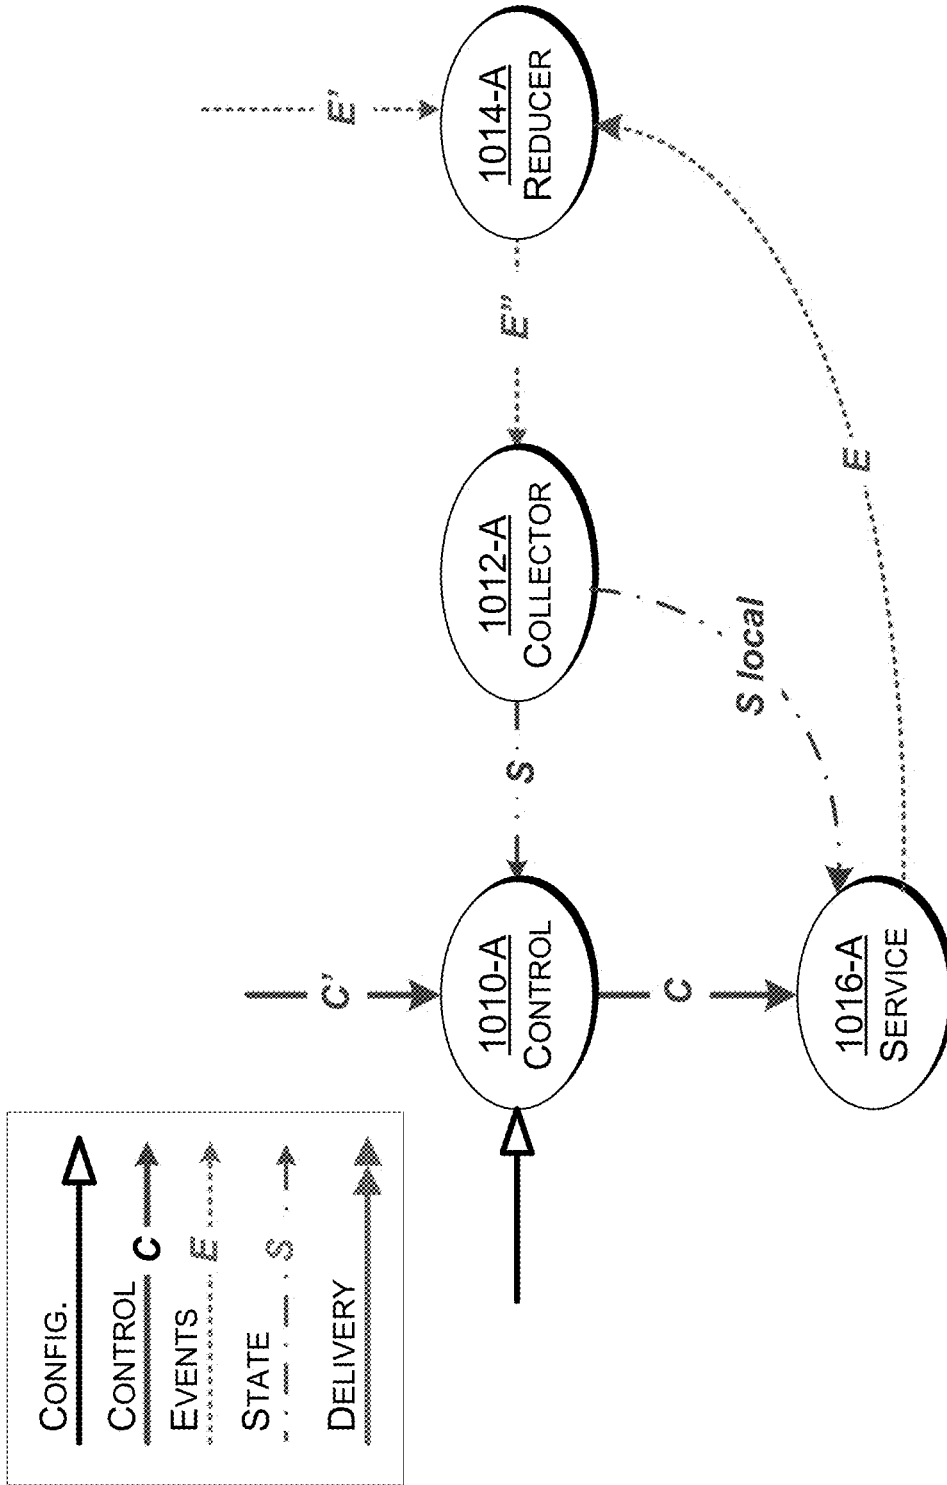 CONFIG.
CONTROL
C
EVENTS
E
STATE
S
DELIVERY
C'
1010-A
CONTROL
S
1012-A
COLLECTOR
E''
1014-A
REDUCER
E'
C
S local
E
1016-A
SERVICE